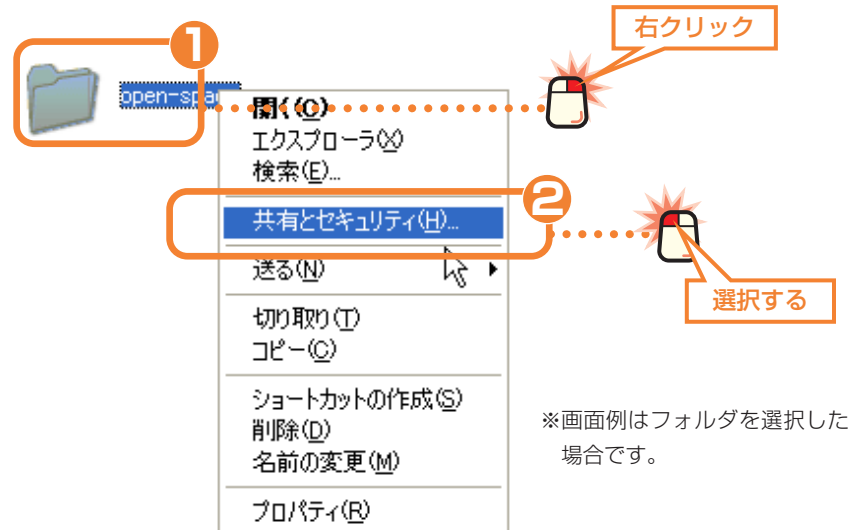 1
右クリック
open-spa
開く(O)
エクスプローラ(X)
検索(E)...
2
共有とセキュリティ(H)...
送る(N)
選択する
切り取り(T)
コピー(C)
ショートカットの作成(S)
削除(D)
名前の変更(M)
※画面例はフォルダを選択した
場合です。
プロパティ(R)